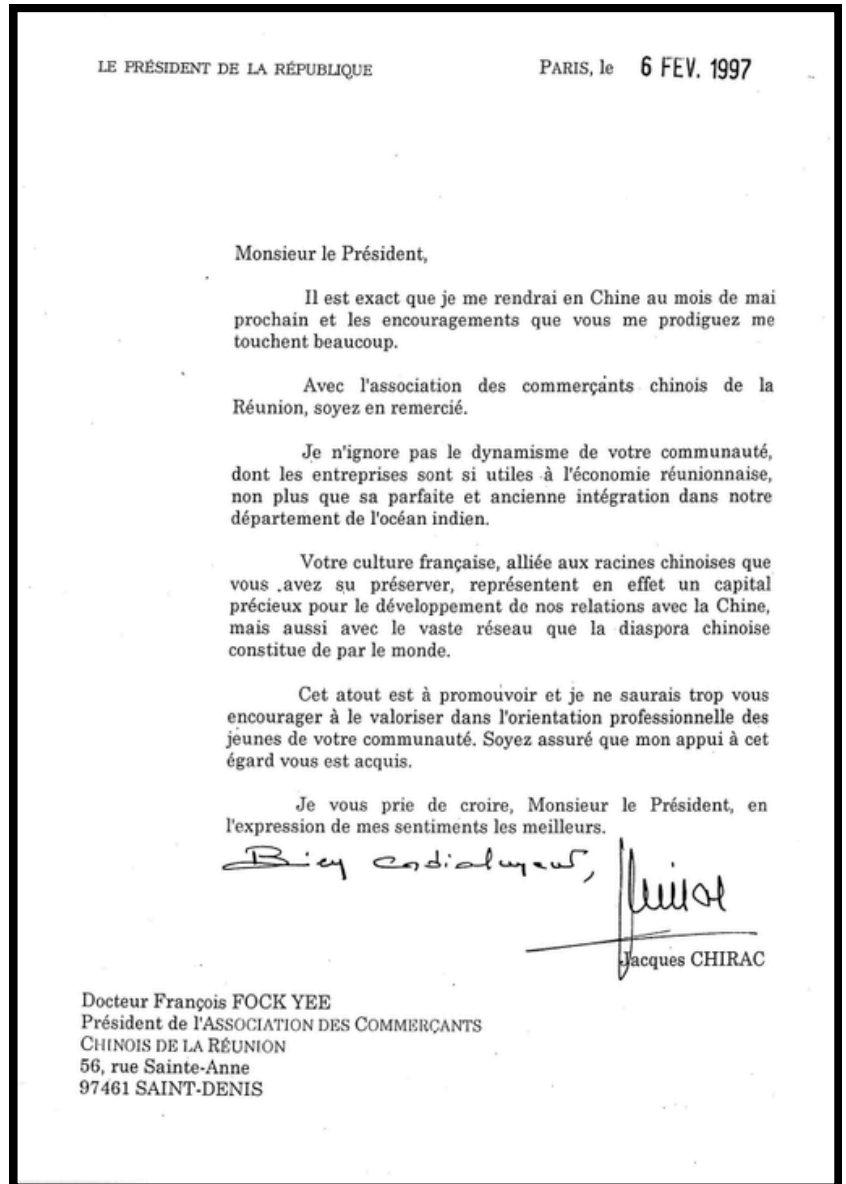 LE PRÉSIDENT DE LA RÉPUBLIQUE
PARIS, le 6 FEV. 1997
Monsieur le Président,
Il est exact que je me rendrai en Chine au mois de mai
prochain et les encouragements que vous me prodiguez me
touchent beaucoup.
Avec l'association des commerçants chinois de la
Réunion, soyez en remercié.
Je n'ignore pas le dynamisme de votre communauté,
dont les entreprises sont si utiles à l'économie réunionnaise,
non plus que sa parfaite et ancienne intégration dans notre
département de l'océan indien.
Votre culture française, alliée aux racines chinoises que
vous avez su préserver, représentent en effet un capital
précieux pour le développement de nos relations avec la Chine,
mais aussi avec le vaste réseau que la diaspora chinoise
constitue de par le monde.
Cet atout est à promouvoir et je ne saurais trop vous
encourager à le valoriser dans l'orientation professionnelle des
jeunes de votre communauté. Soyez assuré que mon appui à cet
égard vous est acquis.
Je vous prie de croire, Monsieur le Président, en
l'expression de mes sentiments les meilleurs.
Bien cordialement,
Jacques CHIRAC
Docteur François FOCK YEE
Président de l'ASSOCIATION DES COMMERÇANTS
CHINOIS DE LA RÉUNION
56, rue Sainte-Anne
97461 SAINT-DENIS